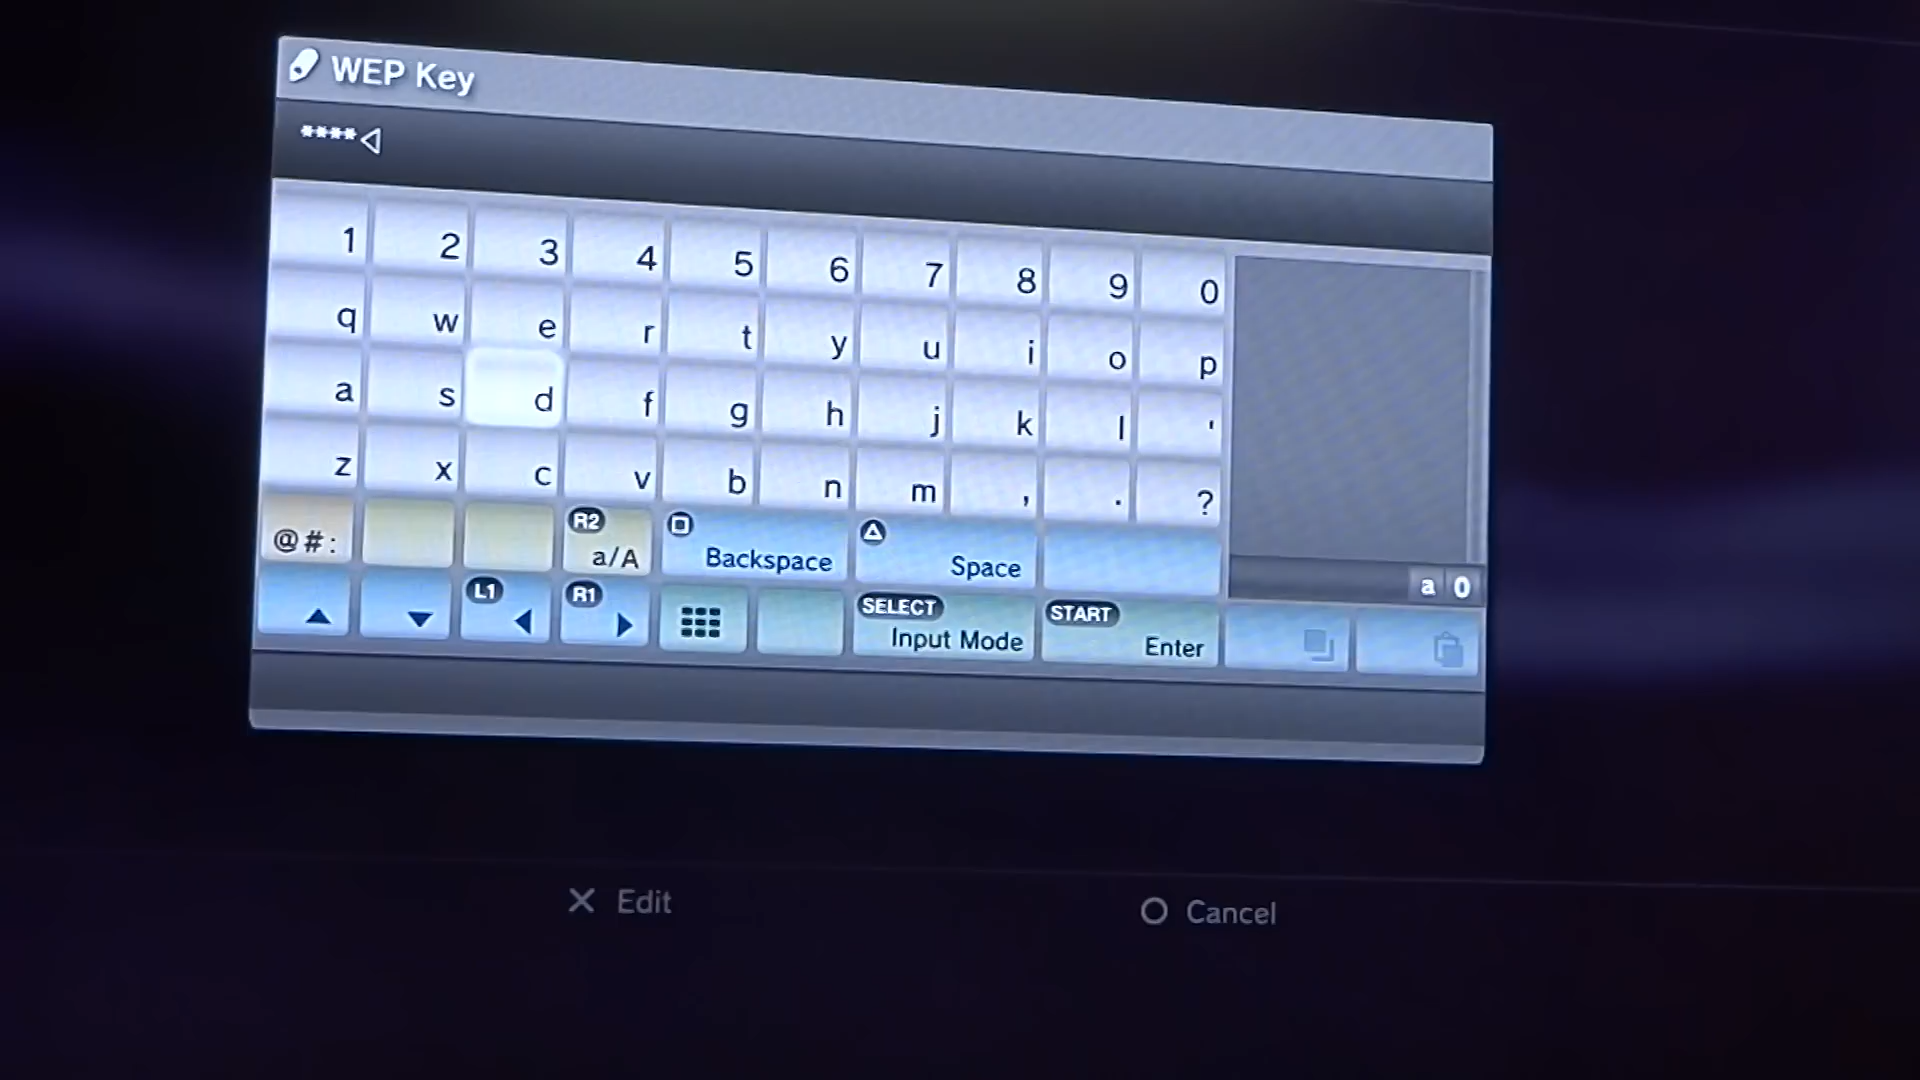 WEP Key
****
1 2 3 4 5 6 7 8 9 0
q w e r t y u i o p
a s d f g h j k l '
z x c v b n m , . ?
@#: R2 a/A Backspace Space
a 0
L1 R1 SELECT Input Mode START Enter
Edit Cancel